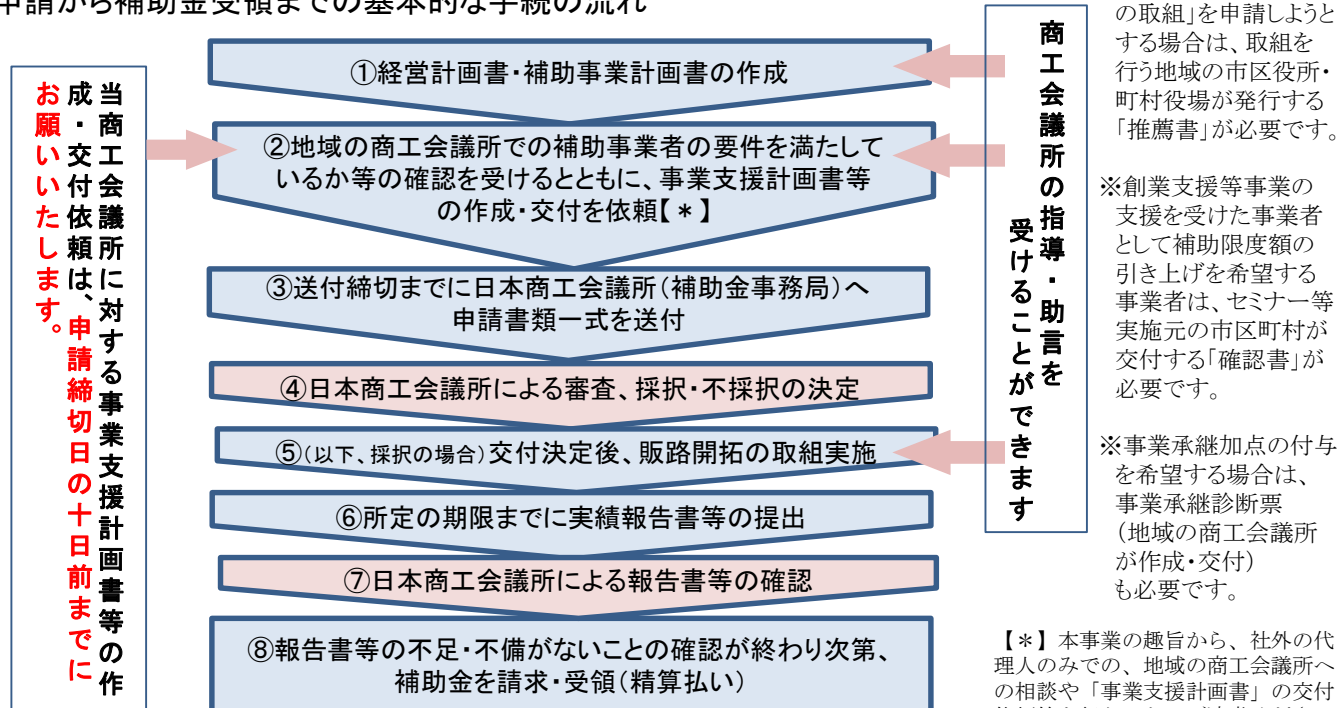 申請から補助金受領までの基本的な手続の流れ
当商工会議所に対する事業支援計画書等の作
成・交付依頼は、申請締切日の十日前までに
お願いいたします。
①経営計画書・補助事業計画書の作成
②地域の商工会議所での補助事業者の要件を満たして
いるか等の確認を受けるとともに、事業支援計画書等
の作成・交付を依頼【＊】
③送付締切までに日本商工会議所（補助金事務局）へ
申請書類一式を送付
④日本商工会議所による審査、採択・不採択の決定
⑤（以下、採択の場合）交付決定後、販路開拓の取組実施
⑥所定の期限までに実績報告書等の提出
⑦日本商工会議所による報告書等の確認
⑧報告書等の不足・不備がないことの確認が終わり次第、
補助金を請求・受領（精算払い）
商工会議所の指導・助言を
受けることができます
の取組」を申請しようと
する場合は、取組を
行う地域の市区役所・
町村役場が発行する
「推薦書」が必要です。
※創業支援等事業の
支援を受けた事業者
として補助限度額の
引き上げを希望する
事業者は、セミナー等
実施元の市区町村が
交付する「確認書」が
必要です。
※事業承継加点の付与
を希望する場合は、
事業承継診断票
（地域の商工会議所
が作成・交付）
も必要です。
【＊】本事業の趣旨から、社外の代
理人のみでの、地域の商工会議所へ
の相談や「事業支援計画書」の交付